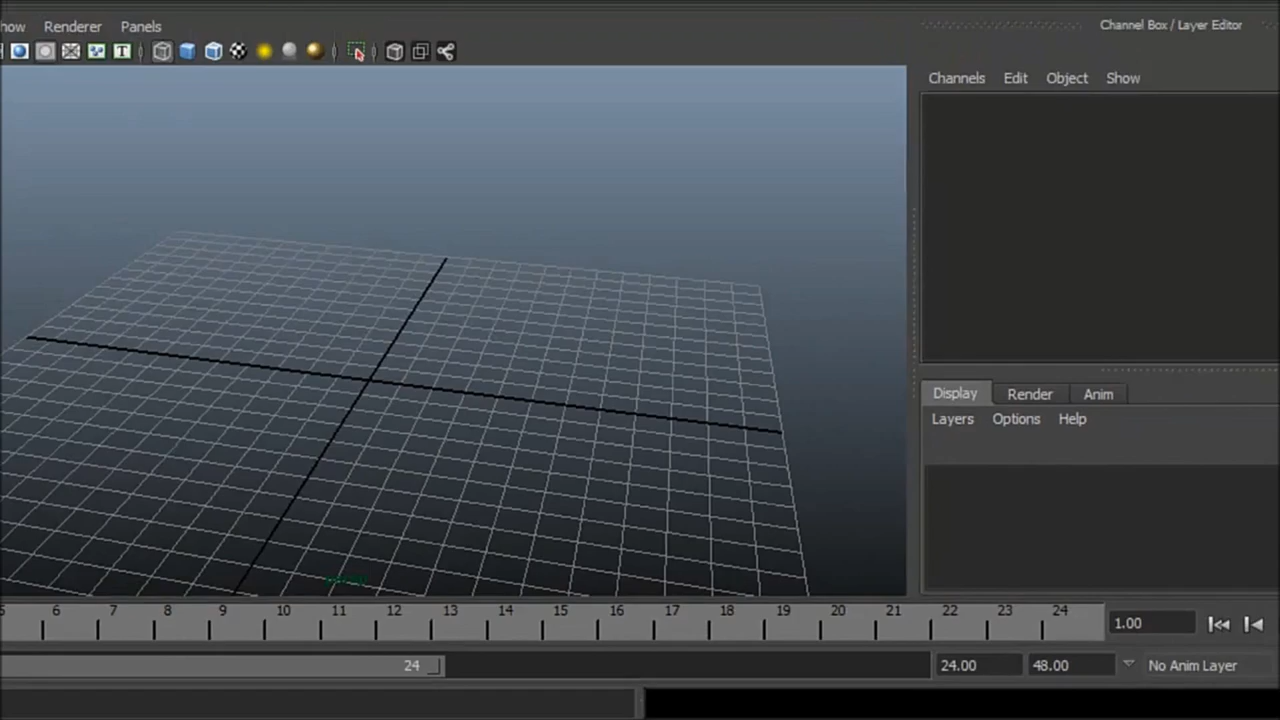 how Renderer Panels
Channel Box / Layer Editor
T
Channels Edit Object Show
Display Render Anim
Layers Options Help
persp
5 6 7 8 9 10 11 12 13 14 15 16 17 18 19 20 21 22 23 24
1.00
24
24.00 48.00 No Anim Layer